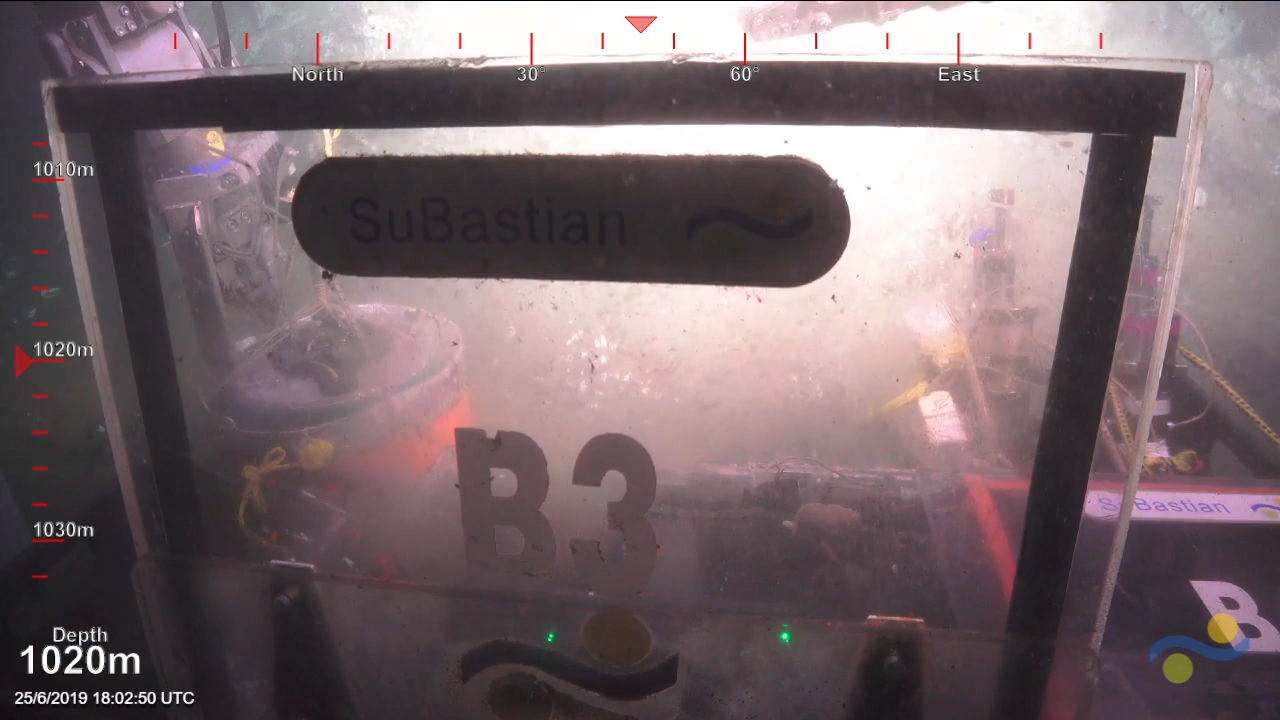 North 30° 60° East
1010m
SuBastian
1020m
B3
SuBastian
1030m
B
Depth
1020m
25/6/2019 18:02:50 UTC